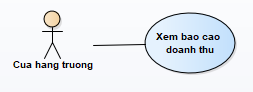 Xem bao cao
doanh thu
Cua hang truong